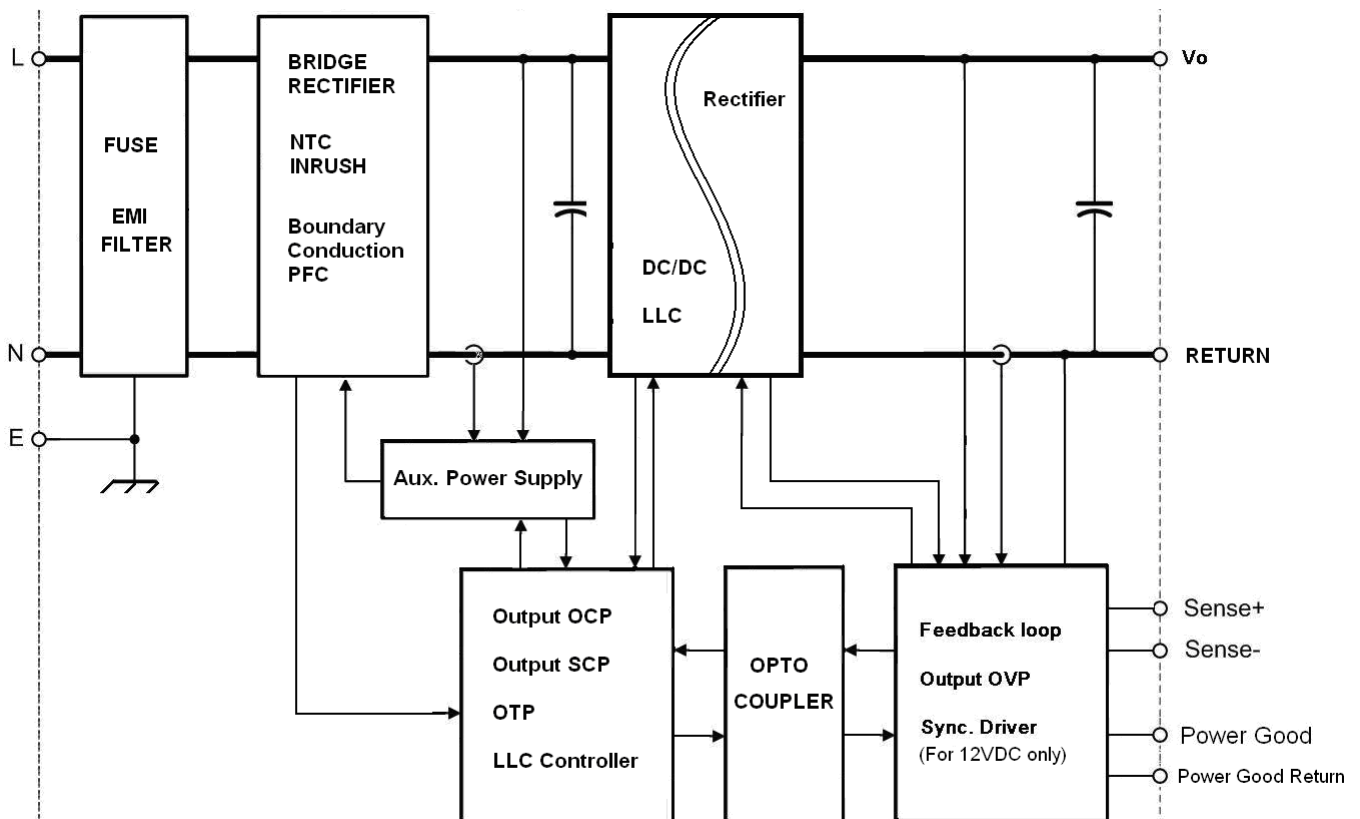 L
N
E
FUSE
EMI
FILTER
BRIDGE
RECTIFIER
NTC
INRUSH
Boundary
Conduction
PFC
DC/DC
LLC
Rectifier
Vo
RETURN
Aux. Power Supply
Output OCP
Output SCP
OTP
LLC Controller
OPTO
COUPLER
Feedback loop
Output OVP
Sync. Driver
(For 12VDC only)
Sense+
Sense-
Power Good
Power Good Return